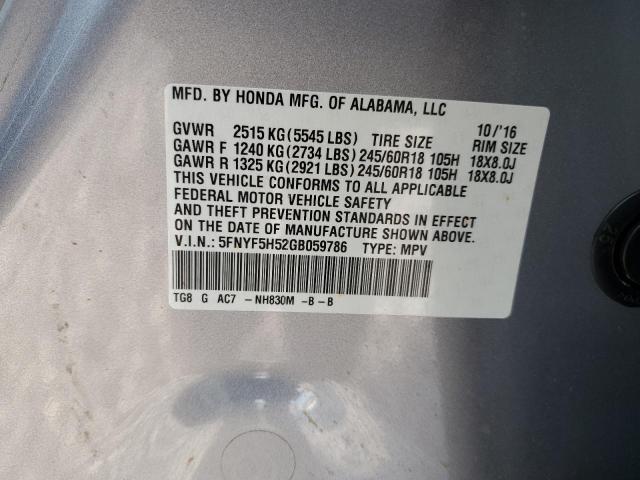 MFD. BY HONDA MFG. OF ALABAMA, LLC
10/'16
GVWR 2515 KG(5545 LBS) TIRE SIZE RIM SIZE
GAWR F 1240 KG(2734 LBS) 245/60R18 105H 18X8.0J
GAWR R 1325 KG(2921 LBS) 245/60R18 105H 18X8.0J
THIS VEHICLE CONFORMS TO ALL APPLICABLE
FEDERAL MOTOR VEHICLE SAFETY
AND THEFT PREVENTION STANDARDS IN EFFECT
ON THE DATE OF MANUFACTURE SHOWN ABOVE.
V.I.N.: 5FNYF5H52GB059786 TYPE: MPV
TG8 G AC7 -NH830M -B-B